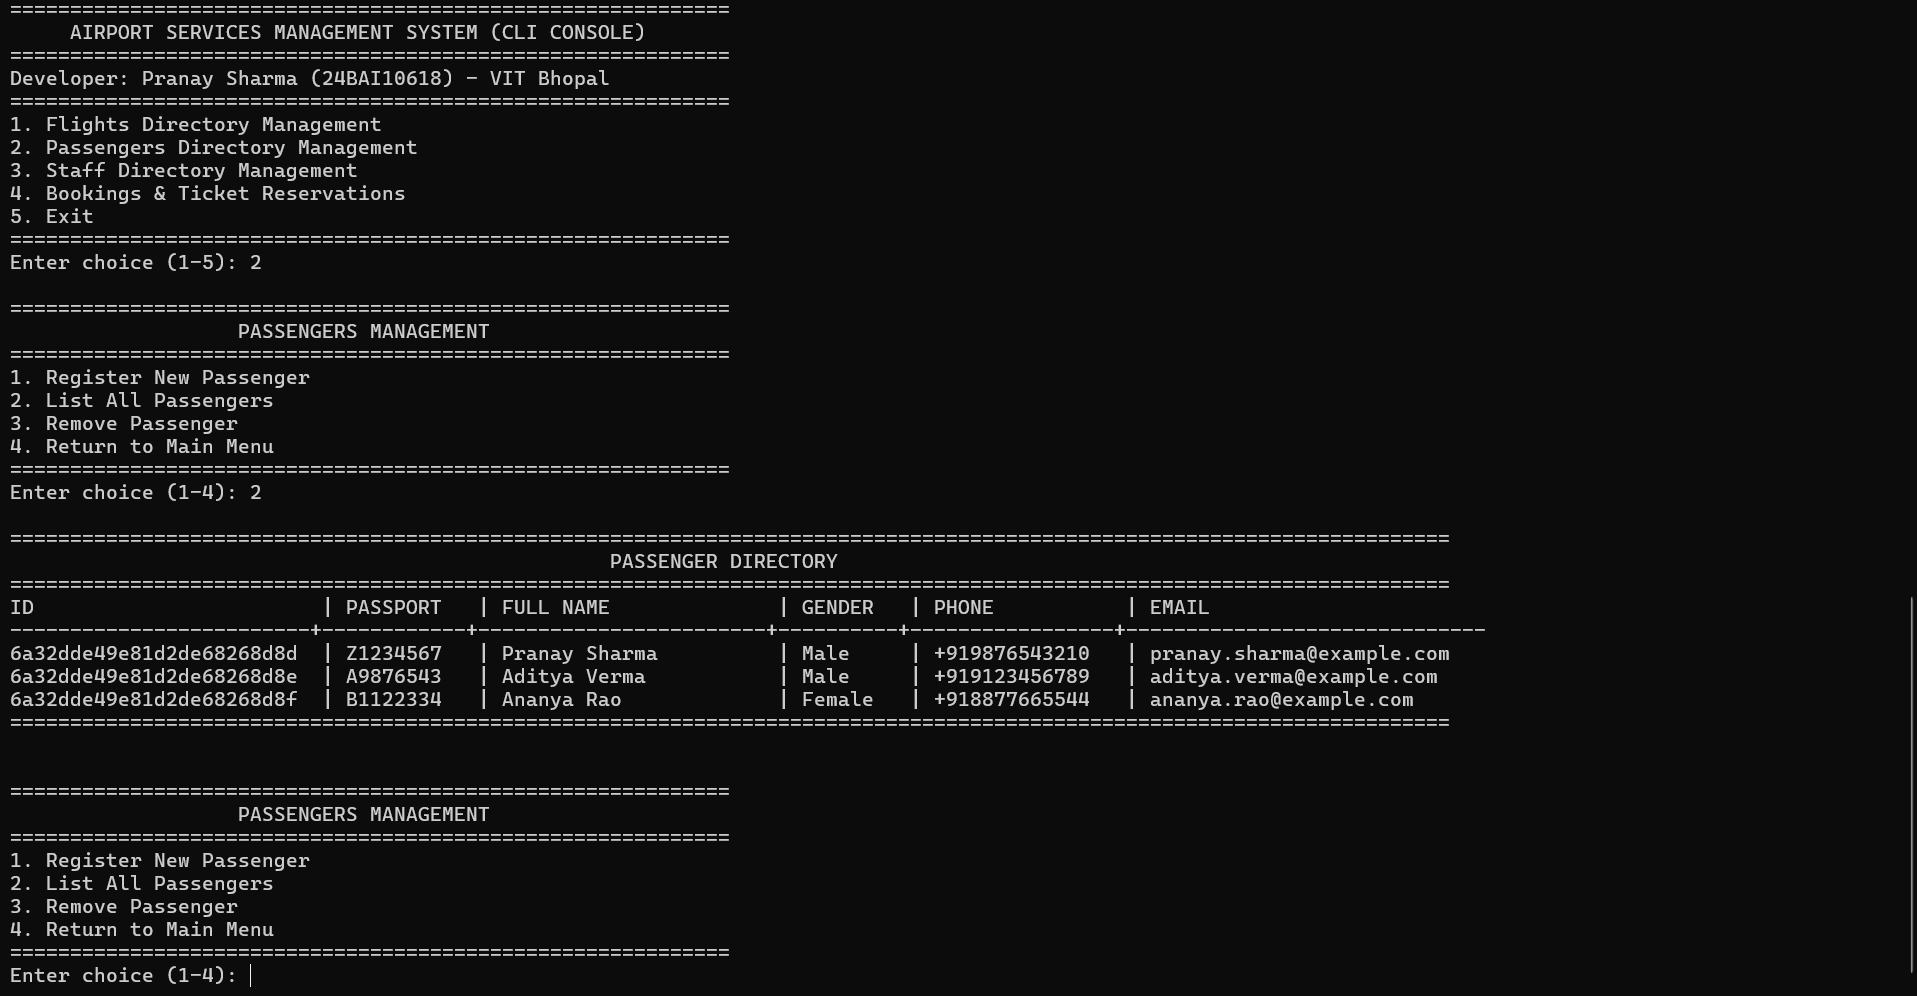 ============================================================
     AIRPORT SERVICES MANAGEMENT SYSTEM (CLI CONSOLE)
============================================================
Developer: Pranay Sharma (24BAI10618) - VIT Bhopal
============================================================
1. Flights Directory Management
2. Passengers Directory Management
3. Staff Directory Management
4. Bookings & Ticket Reservations
5. Exit
============================================================
Enter choice (1-5): 2

============================================================
                   PASSENGERS MANAGEMENT
============================================================
1. Register New Passenger
2. List All Passengers
3. Remove Passenger
4. Return to Main Menu
============================================================
Enter choice (1-4): 2

========================================================================================================================
                                                  PASSENGER DIRECTORY
========================================================================================================================
ID                        | PASSPORT   | FULL NAME              | GENDER   | PHONE           | EMAIL
-------------------------+------------+------------------------+----------+-----------------+------------------------------
6a32dde49e81d2de68268d8d  | Z1234567   | Pranay Sharma          | Male     | +919876543210   | pranay.sharma@example.com
6a32dde49e81d2de68268d8e  | A9876543   | Aditya Verma           | Male     | +919123456789   | aditya.verma@example.com
6a32dde49e81d2de68268d8f  | B1122334   | Ananya Rao             | Female   | +918877665544   | ananya.rao@example.com
========================================================================================================================


============================================================
                   PASSENGERS MANAGEMENT
============================================================
1. Register New Passenger
2. List All Passengers
3. Remove Passenger
4. Return to Main Menu
============================================================
Enter choice (1-4):